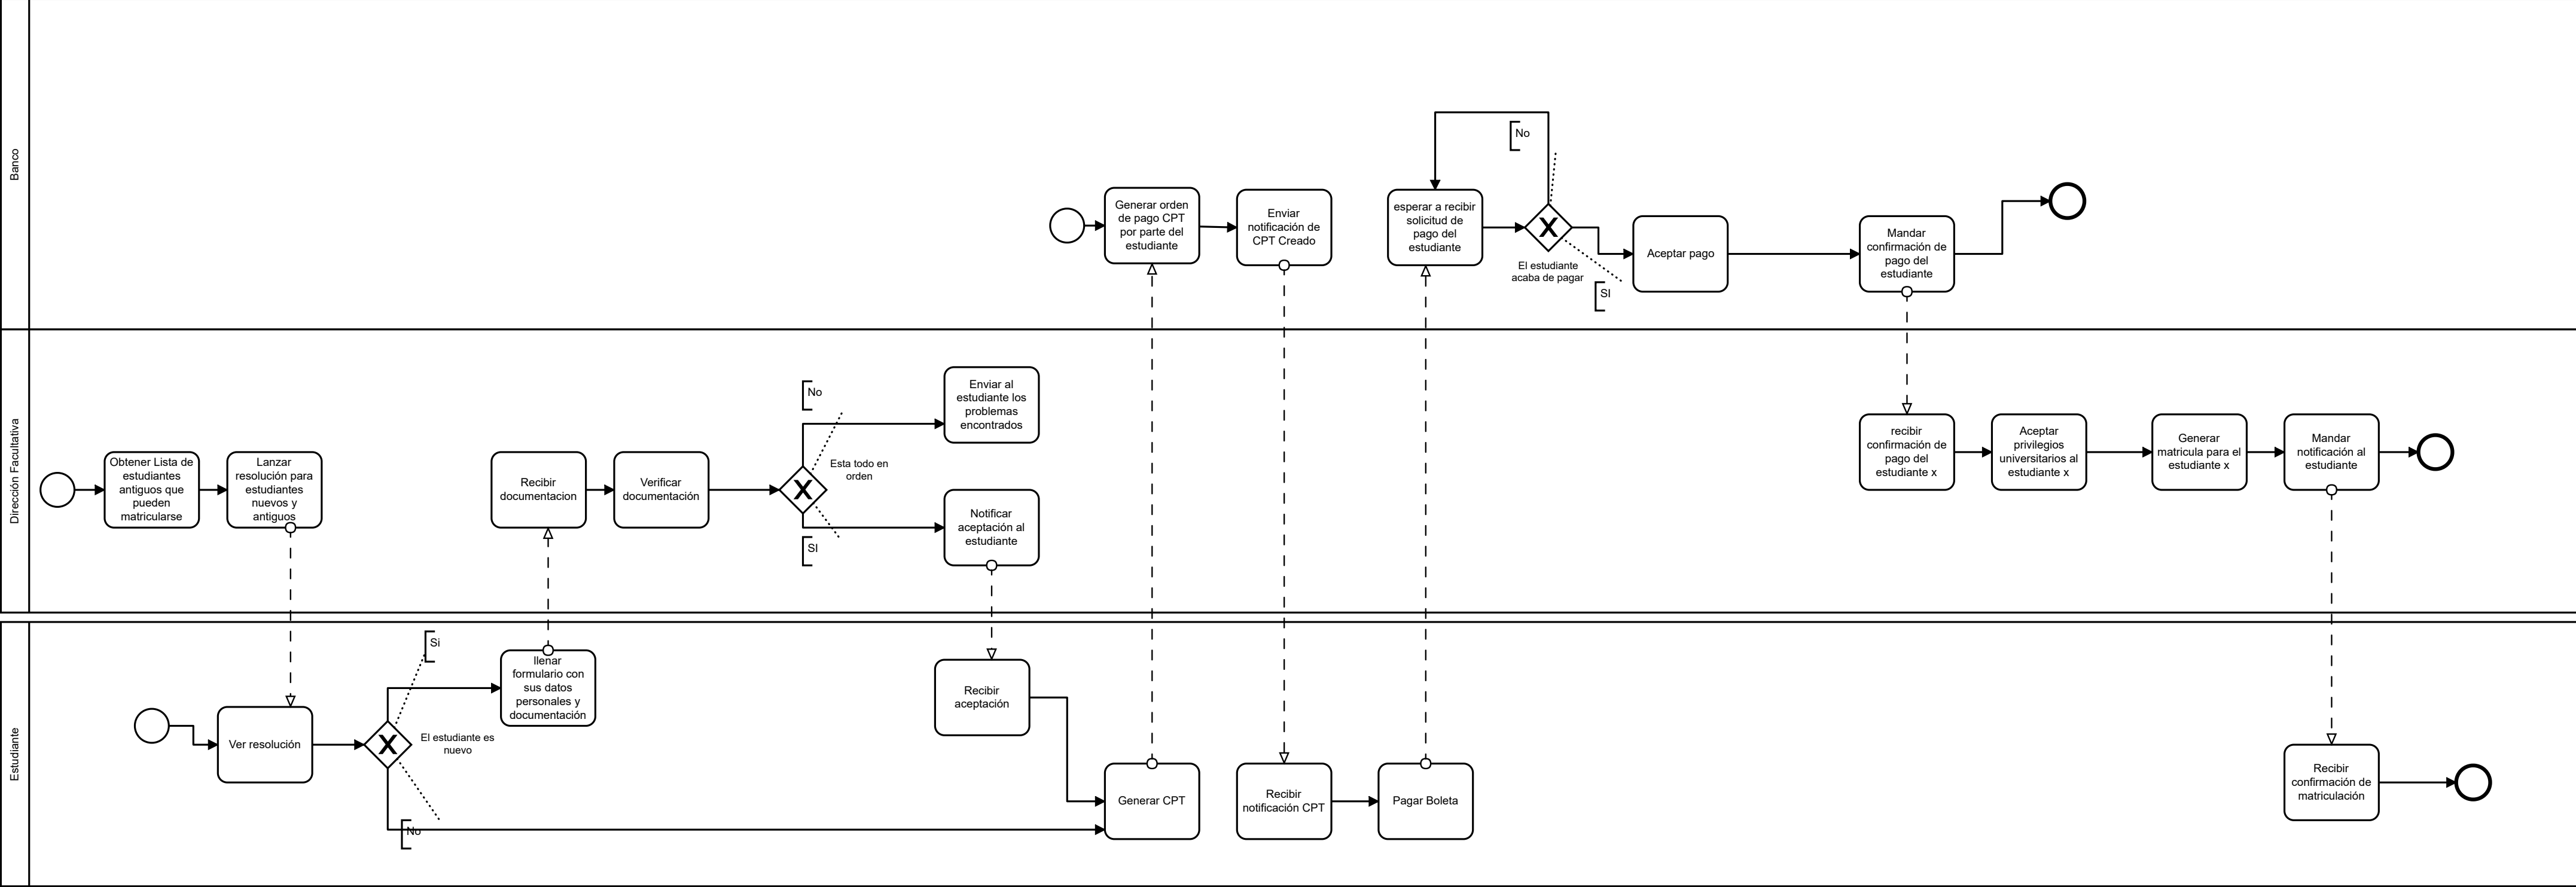 Banco
No
Generar orden
de pago CPT
por parte del
estudiante
Enviar
notificación de
CPT Creado
esperar a recibir
solicitud de
pago del
estudiante
El estudiante
acaba de pagar
SI
Aceptar pago
Mandar
confirmación de
pago del
estudiante
Dirección Facultativa
Obtener Lista de
estudiantes
antiguos que
pueden
matricularse
Lanzar
resolución para
estudiantes
nuevos y
antiguos
Recibir
documentacion
Verificar
documentación
No
Esta todo en
orden
SI
Enviar al
estudiante los
problemas
encontrados
Notificar
aceptación al
estudiante
recibir
confirmación de
pago del
estudiante x
Aceptar
privilegios
universitarios al
estudiante x
Generar
matricula para el
estudiante x
Mandar
notificación al
estudiante
Estudiante
Ver resolución
Si
El estudiante es
nuevo
No
llenar
formulario con
sus datos
personales y
documentación
Recibir
aceptación
Generar CPT
Recibir
notificación CPT
Pagar Boleta
Recibir
confirmación de
matriculación